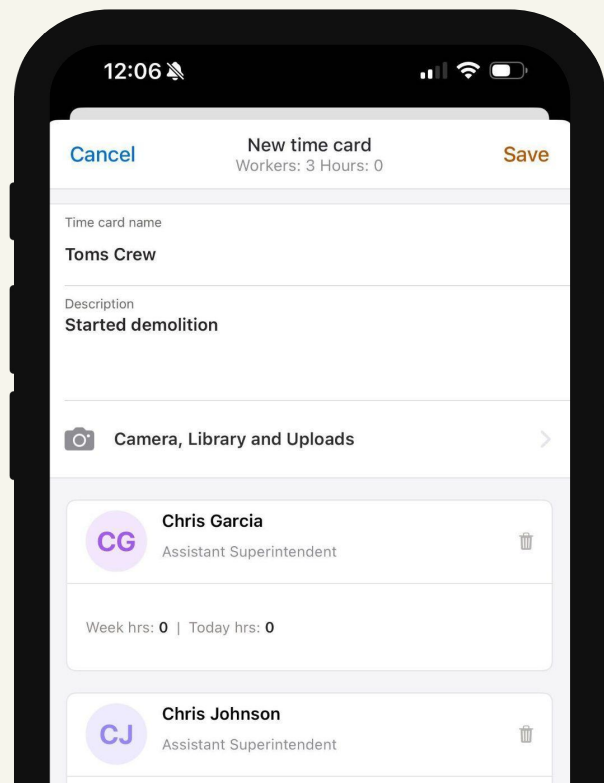 12:06
Cancel
New time card
Save
Workers: 3 Hours: 0
Time card name
Toms Crew
Description
Started demolition
Camera, Library and Uploads
CG
Chris Garcia
Assistant Superintendent
Week hrs: 0 | Today hrs: 0
CJ
Chris Johnson
Assistant Superintendent